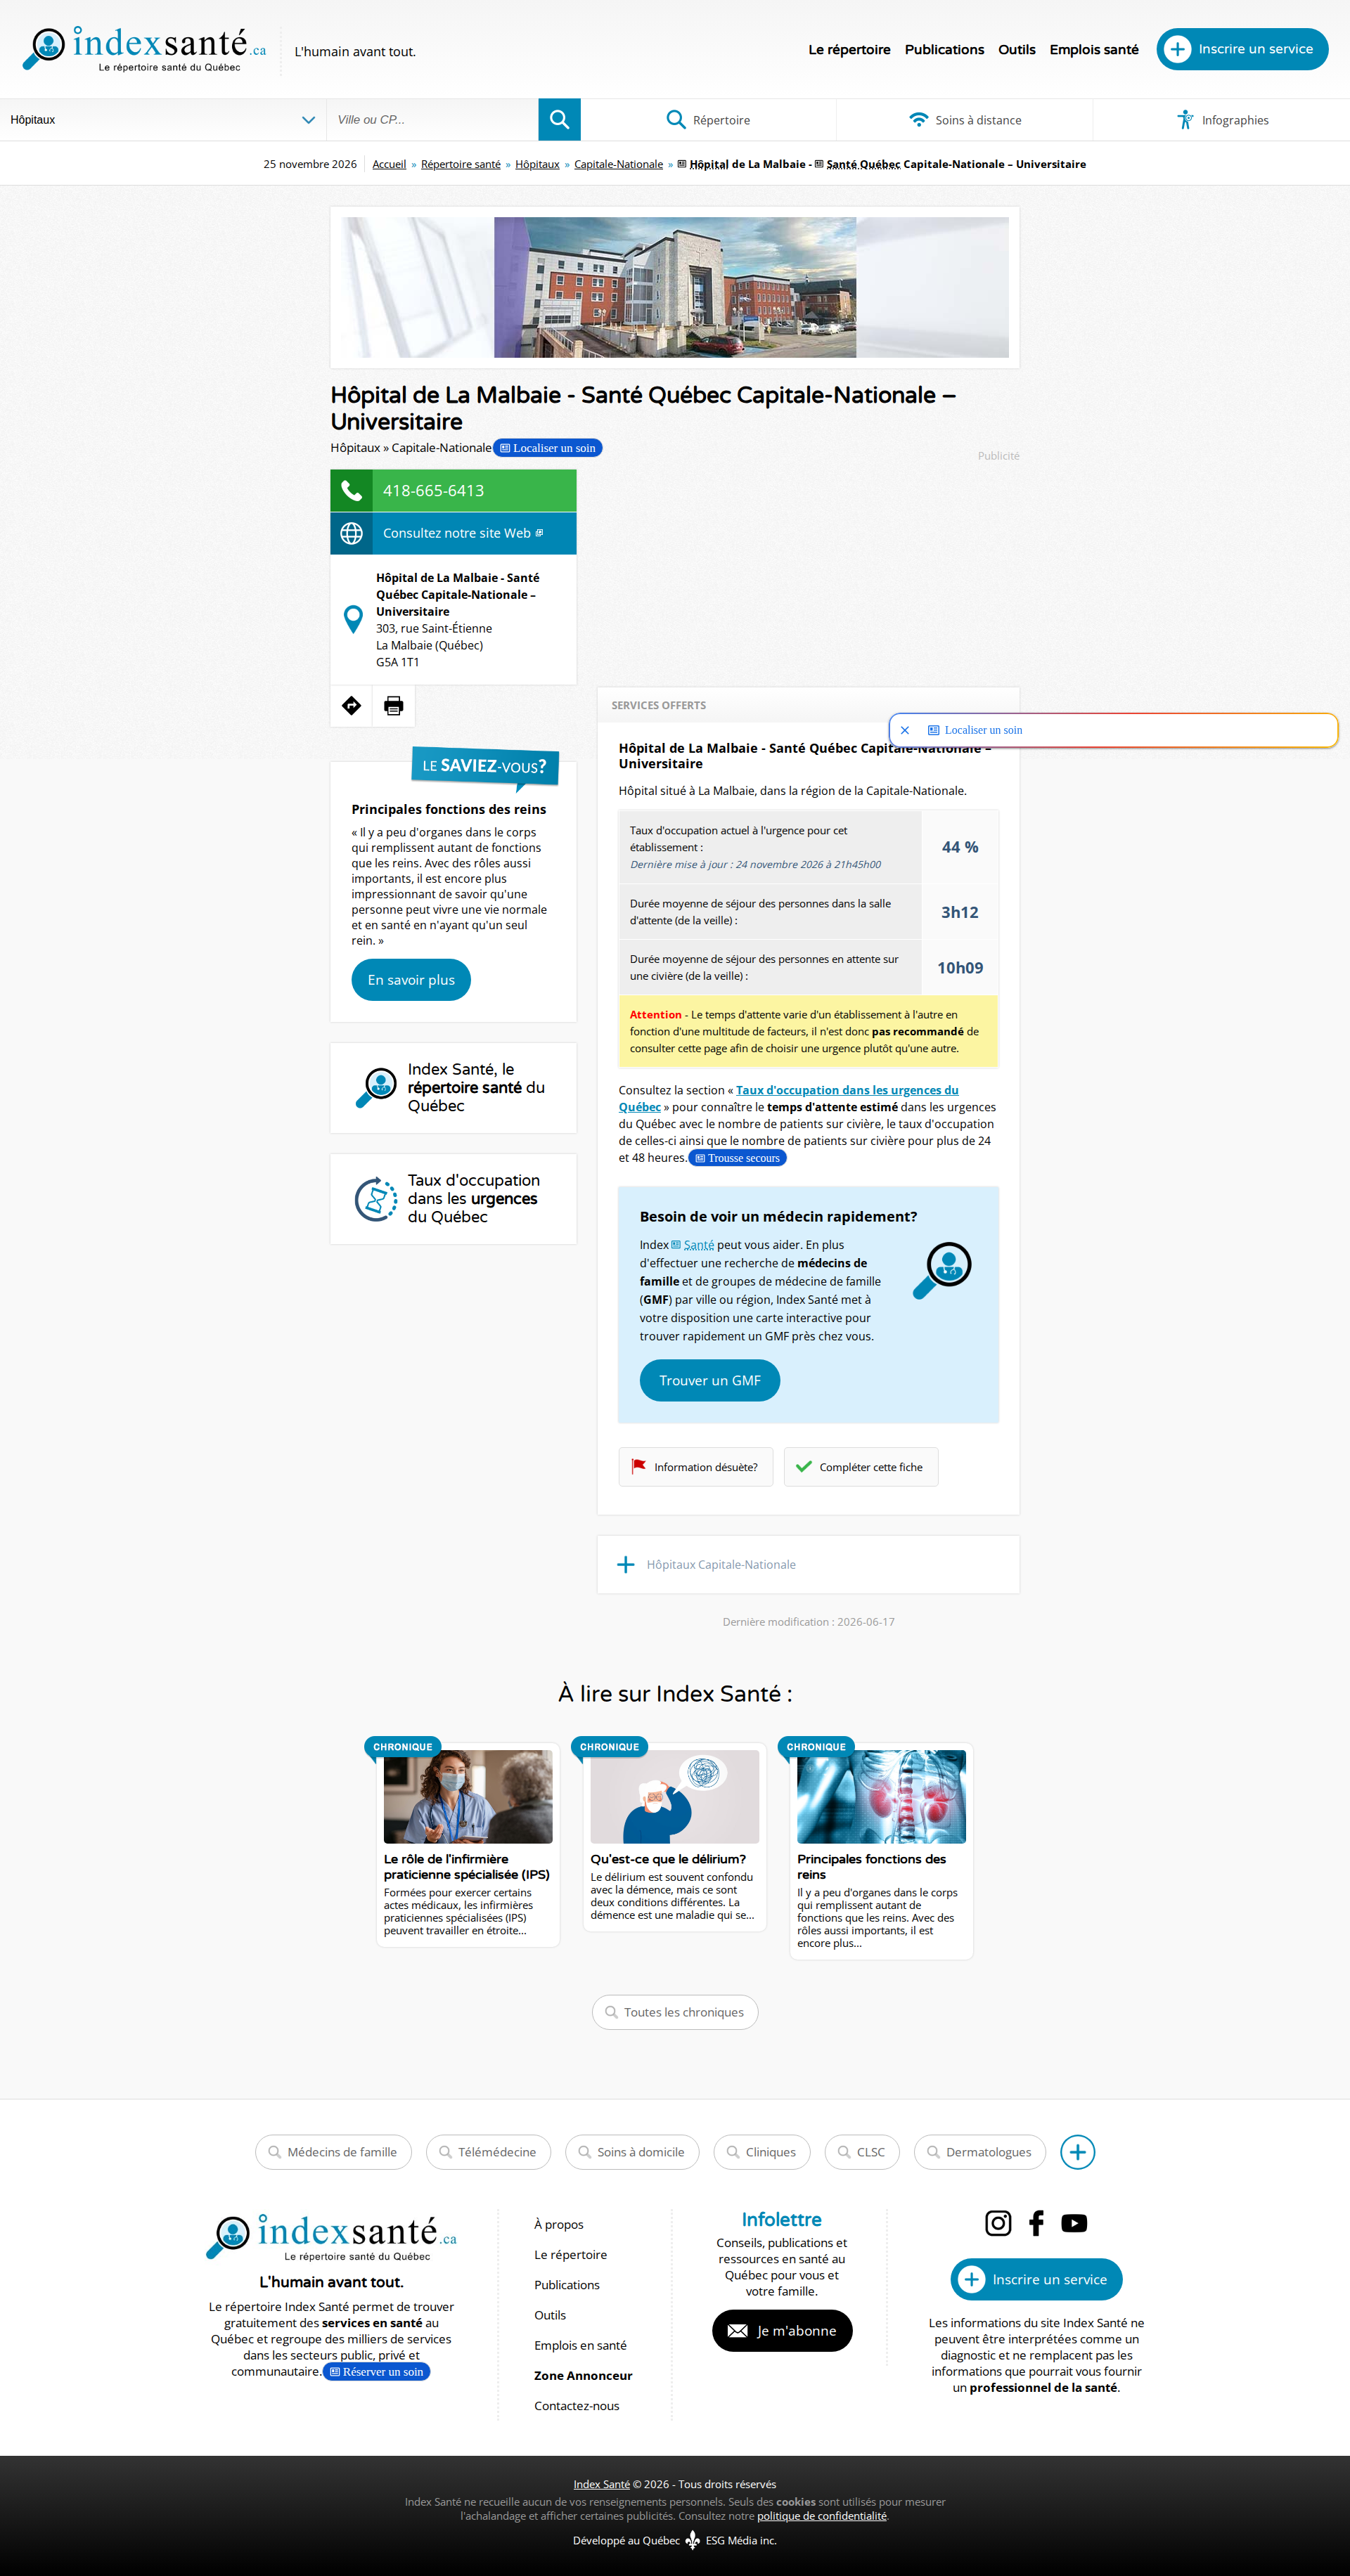 indexsanté.ca
Le répertoire santé du Québec
L'humain avant tout.
Le répertoire
Publications
Outils
Emplois santé
Inscrire un service
Hôpitaux
Ville ou CP...
Répertoire
Soins à distance
Infographies
25 novembre 2026
Accueil » Répertoire santé » Hôpitaux » Capitale-Nationale » Hôpital de La Malbaie - Santé Québec Capitale-Nationale – Universitaire
Hôpital de La Malbaie - Santé Québec Capitale-Nationale –
Universitaire
Hôpitaux » Capitale-Nationale Localiser un soin
Publicité
418-665-6413
Consultez notre site Web
Hôpital de La Malbaie - Santé
Québec Capitale-Nationale –
Universitaire
303, rue Saint-Étienne
La Malbaie (Québec)
G5A 1T1
LE SAVIEZ-VOUS?
Principales fonctions des reins
« Il y a peu d'organes dans le corps
qui remplissent autant de fonctions
que les reins. Avec des rôles aussi
importants, il est encore plus
impressionnant de savoir qu'une
personne peut vivre une vie normale
et en santé en n'ayant qu'un seul
rein. »
En savoir plus
Index Santé, le
répertoire santé du
Québec
Taux d'occupation
dans les urgences
du Québec
SERVICES OFFERTS
Localiser un soin
Hôpital de La Malbaie - Santé Québec Capitale-Nationale –
Universitaire
Hôpital situé à La Malbaie, dans la région de la Capitale-Nationale.
Taux d'occupation actuel à l'urgence pour cet
établissement :
Dernière mise à jour : 24 novembre 2026 à 21h45h00
44 %
Durée moyenne de séjour des personnes dans la salle
d'attente (de la veille) :
3h12
Durée moyenne de séjour des personnes en attente sur
une civière (de la veille) :
10h09
Attention - Le temps d'attente varie d'un établissement à l'autre en
fonction d'une multitude de facteurs, il n'est donc pas recommandé de
consulter cette page afin de choisir une urgence plutôt qu'une autre.
Consultez la section « Taux d'occupation dans les urgences du
Québec » pour connaître le temps d'attente estimé dans les urgences
du Québec avec le nombre de patients sur civière, le taux d'occupation
de celles-ci ainsi que le nombre de patients sur civière pour plus de 24
et 48 heures. Trousse secours
Besoin de voir un médecin rapidement?
Index Santé peut vous aider. En plus
d'effectuer une recherche de médecins de
famille et de groupes de médecine de famille
(GMF) par ville ou région, Index Santé met à
votre disposition une carte interactive pour
trouver rapidement un GMF près chez vous.
Trouver un GMF
Information désuète?
Compléter cette fiche
Hôpitaux Capitale-Nationale
Dernière modification : 2026-06-17
À lire sur Index Santé :
CHRONIQUE
Le rôle de l'infirmière
praticienne spécialisée (IPS)
Formées pour exercer certains
actes médicaux, les infirmières
praticiennes spécialisées (IPS)
peuvent travailler en étroite...
CHRONIQUE
Qu'est-ce que le délirium?
Le délirium est souvent confondu
avec la démence, mais ce sont
deux conditions différentes. La
démence est une maladie qui se...
CHRONIQUE
Principales fonctions des
reins
Il y a peu d'organes dans le corps
qui remplissent autant de
fonctions que les reins. Avec des
rôles aussi importants, il est
encore plus...
Toutes les chroniques
Médecins de famille
Télémédecine
Soins à domicile
Cliniques
CLSC
Dermatologues
indexsanté.ca
Le répertoire santé du Québec
L'humain avant tout.
Le répertoire Index Santé permet de trouver
gratuitement des services en santé au
Québec et regroupe des milliers de services
dans les secteurs public, privé et
communautaire. Réserver un soin
À propos
Le répertoire
Publications
Outils
Emplois en santé
Zone Annonceur
Contactez-nous
Infolettre
Conseils, publications et
ressources en santé au
Québec pour vous et
votre famille.
Je m'abonne
Inscrire un service
Les informations du site Index Santé ne
peuvent être interprétées comme un
diagnostic et ne remplacent pas les
informations que pourrait vous fournir
un professionnel de la santé.
Index Santé © 2026 - Tous droits réservés
Index Santé ne recueille aucun de vos renseignements personnels. Seuls des cookies sont utilisés pour mesurer
l'achalandage et afficher certaines publicités. Consultez notre politique de confidentialité.
Développé au Québec ESG Média inc.